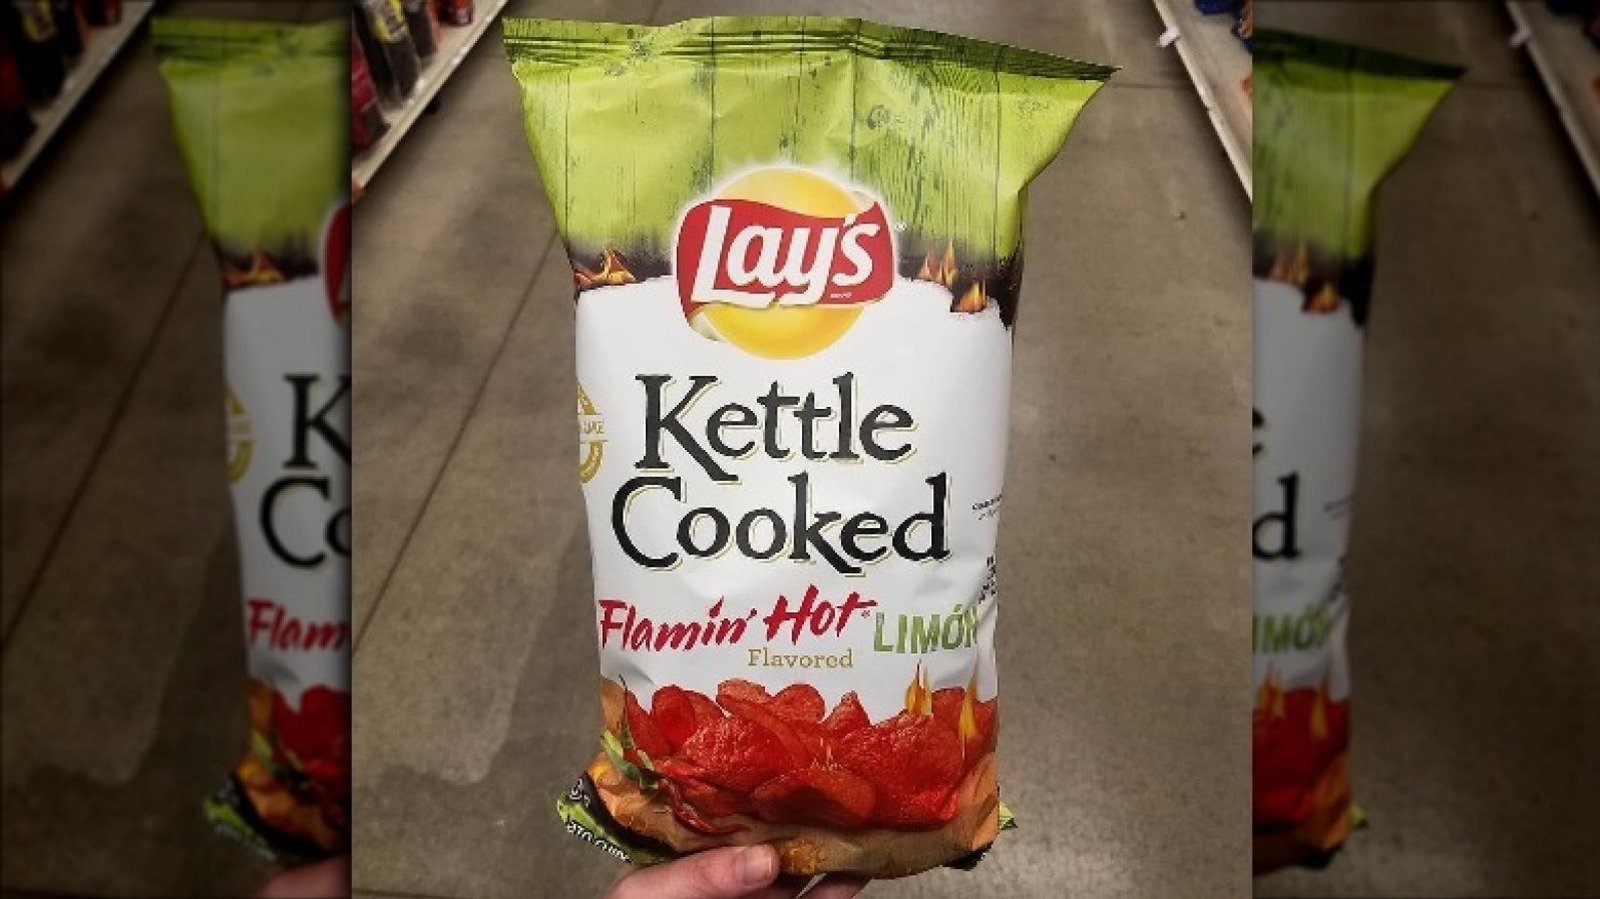 Lay's
Kettle
Cooked
Flamin' Hot LIMÓN
Flavored